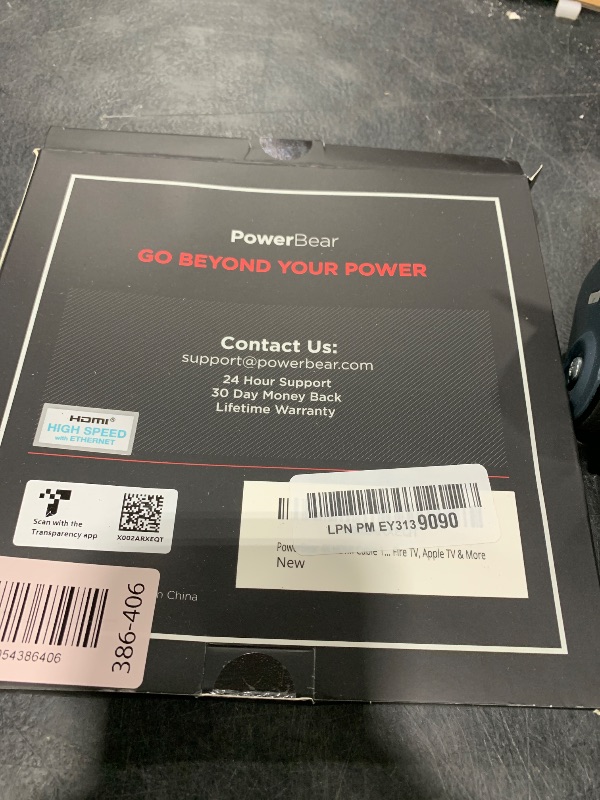 PowerBear
GO BEYOND YOUR POWER
Contact Us:
support@powerbear.com
24 Hour Support
30 Day Money Back
Lifetime Warranty
HDMI®
HIGH SPEED
with ETHERNET
Scan with the
Transparency app
X002ARXEQT
LPN PM EY313 9090
Fire TV, Apple TV & More
New
China
54386406
386-406